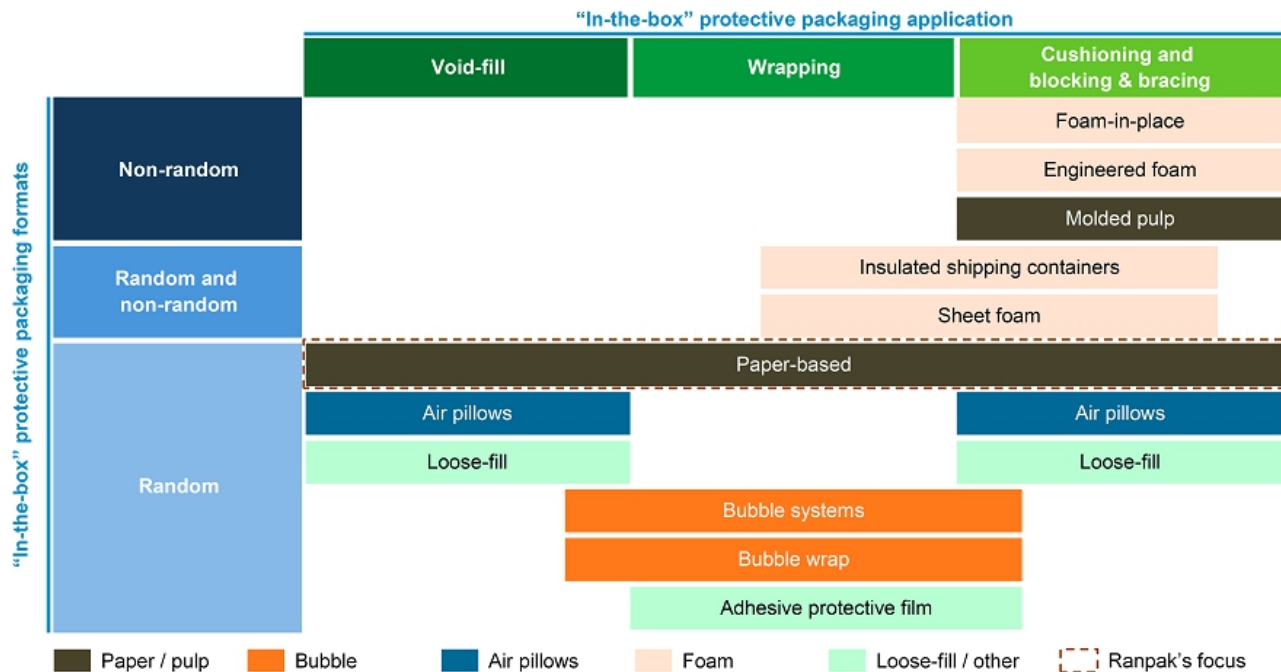 “In-the-box” protective packaging application
Void-fill
Wrapping
Cushioning and
blocking & bracing
“In-the-box” protective packaging formats
Non-random
Foam-in-place
Engineered foam
Molded pulp
Random and
non-random
Insulated shipping containers
Sheet foam
Random
Paper-based
Air pillows
Air pillows
Loose-fill
Loose-fill
Bubble systems
Bubble wrap
Adhesive protective film
Paper / pulp
Bubble
Air pillows
Foam
Loose-fill / other
Ranpak's focus